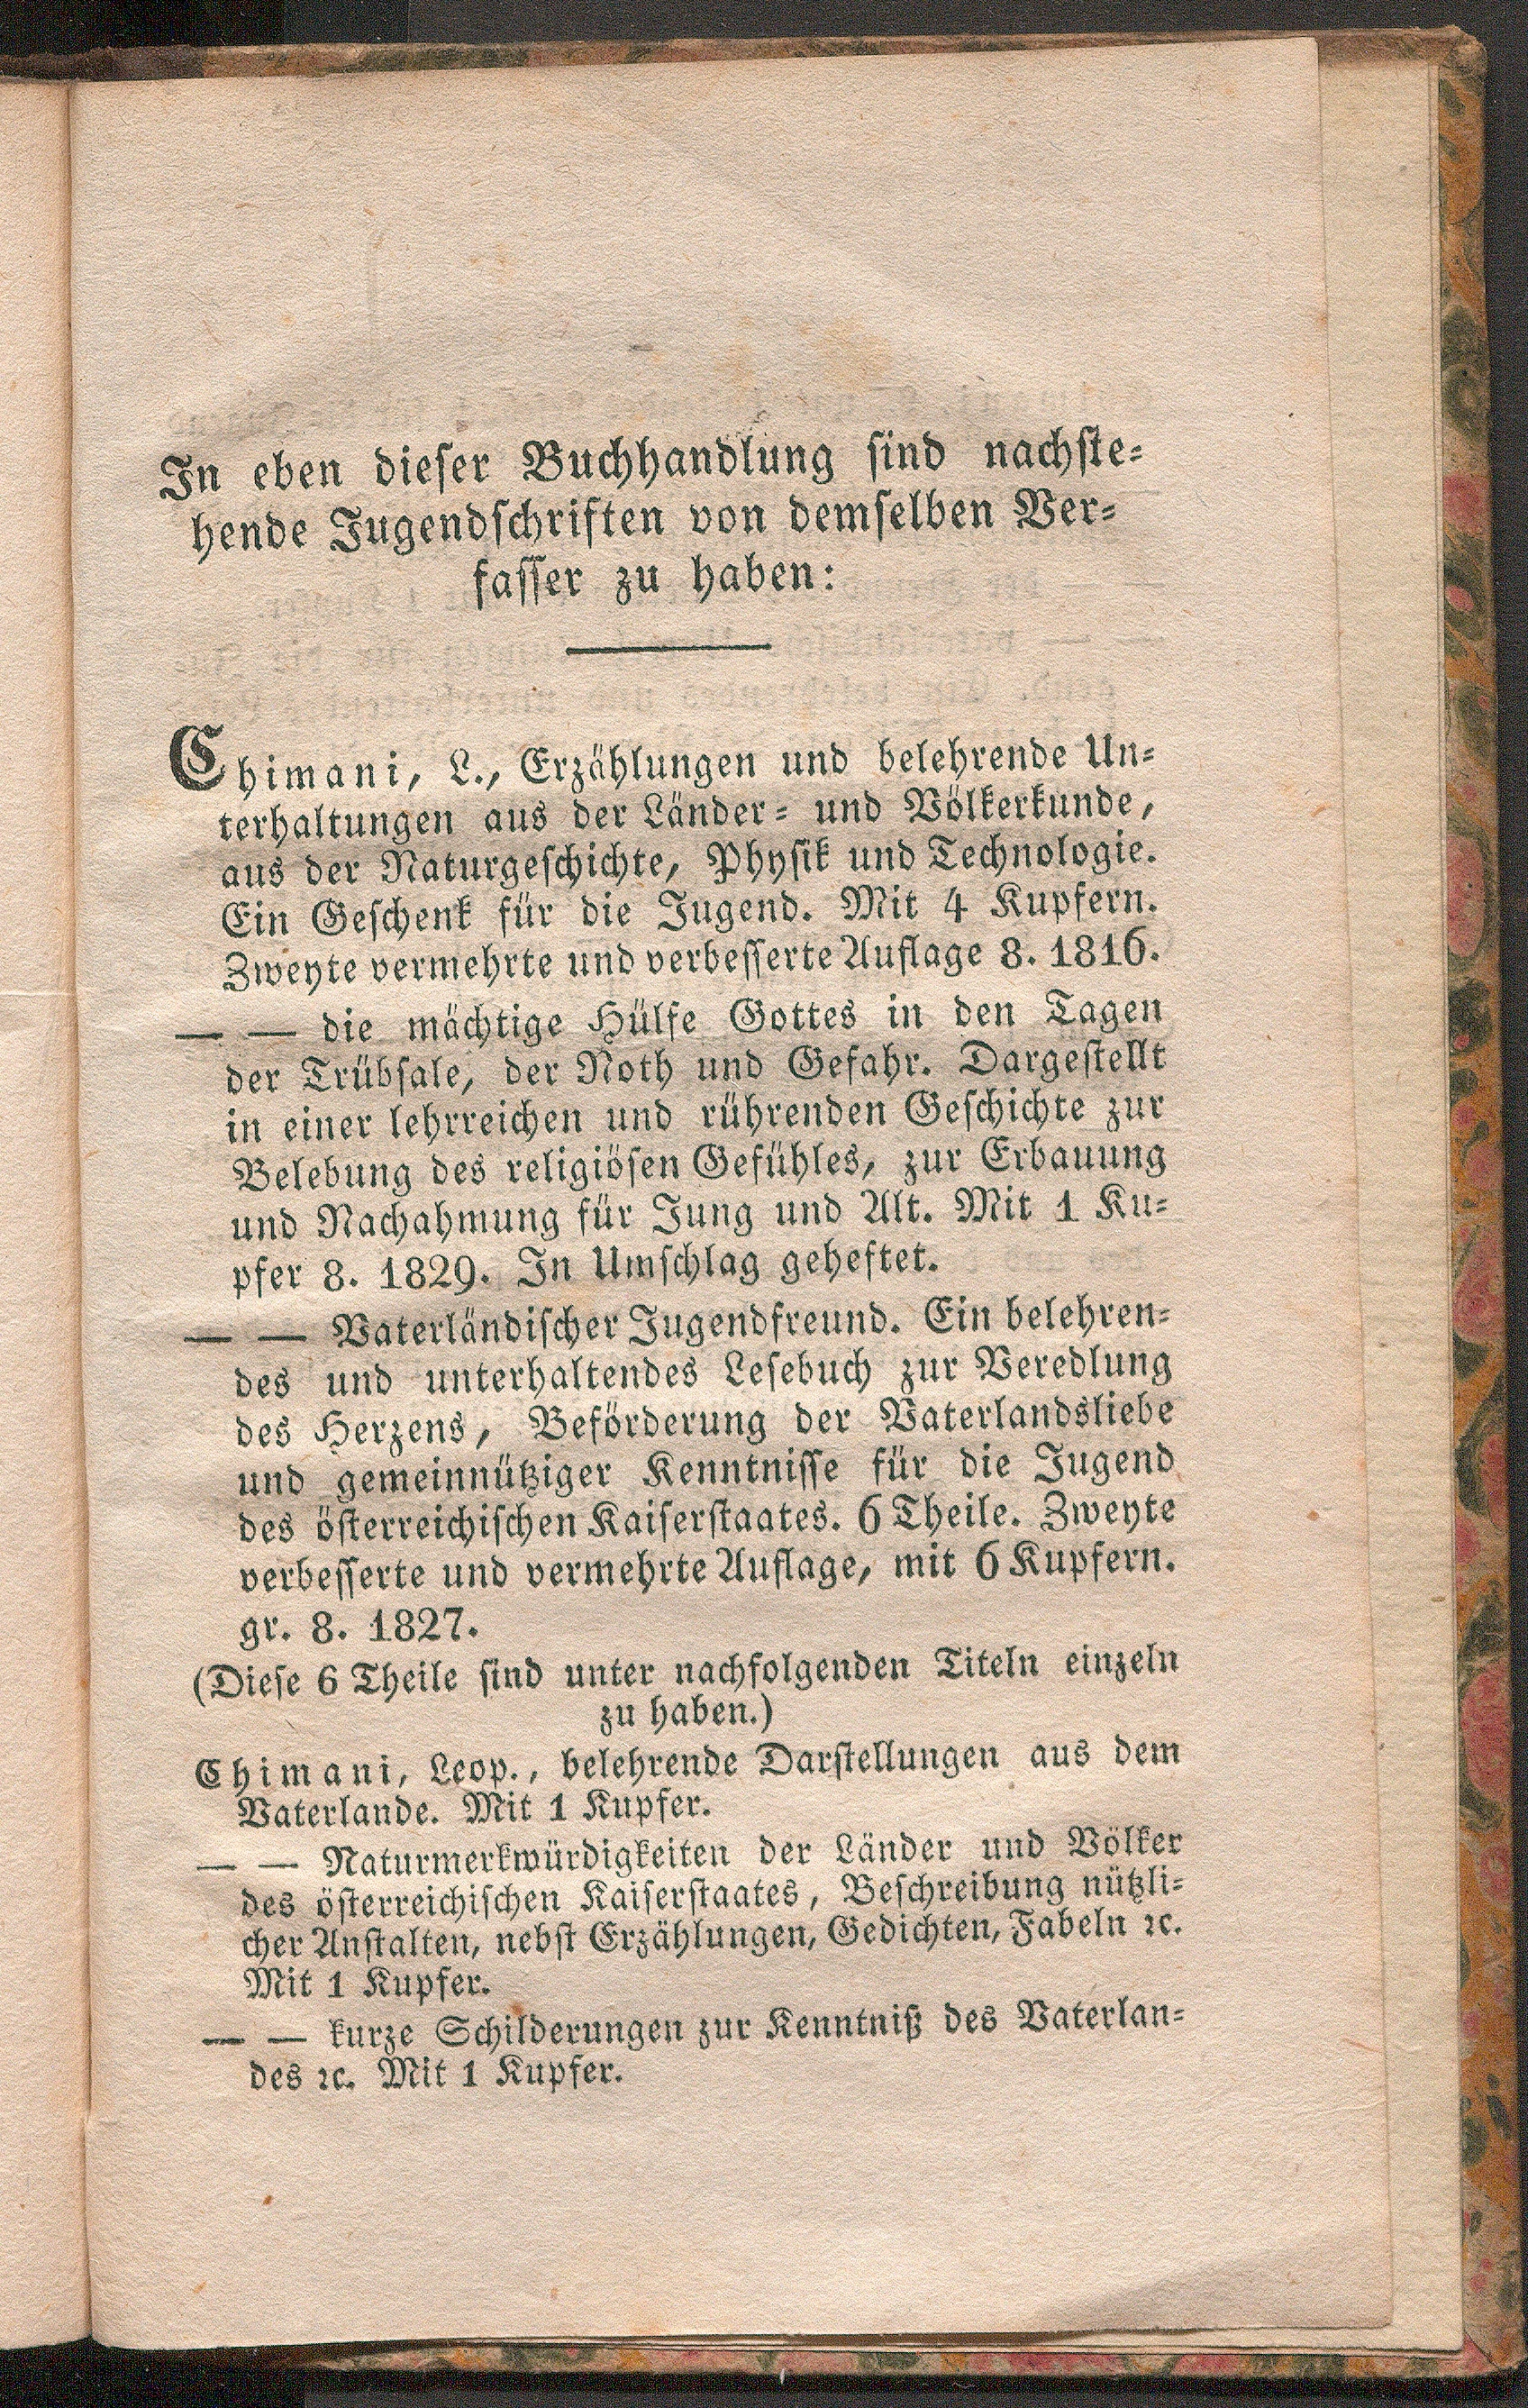 In eben dieser Buchhandlung sind nachste-
hende Jugendschriften von demselben Ver-
fasser zu haben:
Chimani, L., Erzählungen und belehrende Un-
terhaltungen aus der Länder- und Völkerkunde,
aus der Naturgeschichte, Physik und Technologie.
Ein Geschenk für die Jugend. Mit 4 Kupfern.
Zweyte vermehrte und verbesserte Auflage 8. 1816.
— — die mächtige Hülfe Gottes in den Tagen
der Trübsale, der Noth und Gefahr. Dargestellt
in einer lehrreichen und rührenden Geschichte zur
Belebung des religiösen Gefühles, zur Erbauung
und Nachahmung für Jung und Alt. Mit 1 Ku-
pfer 8. 1829. In Umschlag geheftet.
— — Vaterländischer Jugendfreund. Ein belehren-
des und unterhaltendes Lesebuch zur Veredlung
des Herzens, Beförderung der Vaterlandsliebe
und gemeinnütziger Kenntnisse für die Jugend
des österreichischen Kaiserstaates. 6 Theile. Zweyte
verbesserte und vermehrte Auflage, mit 6 Kupfern.
gr. 8. 1827.
(Diese 6 Theile sind unter nachfolgenden Titeln einzeln
zu haben.)
Chimani, Leop., belehrende Darstellungen aus dem
Vaterlande. Mit 1 Kupfer.
— — Naturmerkwürdigkeiten der Länder und Völker
des österreichischen Kaiserstaates, Beschreibung nützli-
cher Anstalten, nebst Erzählungen, Gedichten, Fabeln ꝛc.
Mit 1 Kupfer.
— — kurze Schilderungen zur Kenntniß des Vaterlan-
des ꝛc. Mit 1 Kupfer.